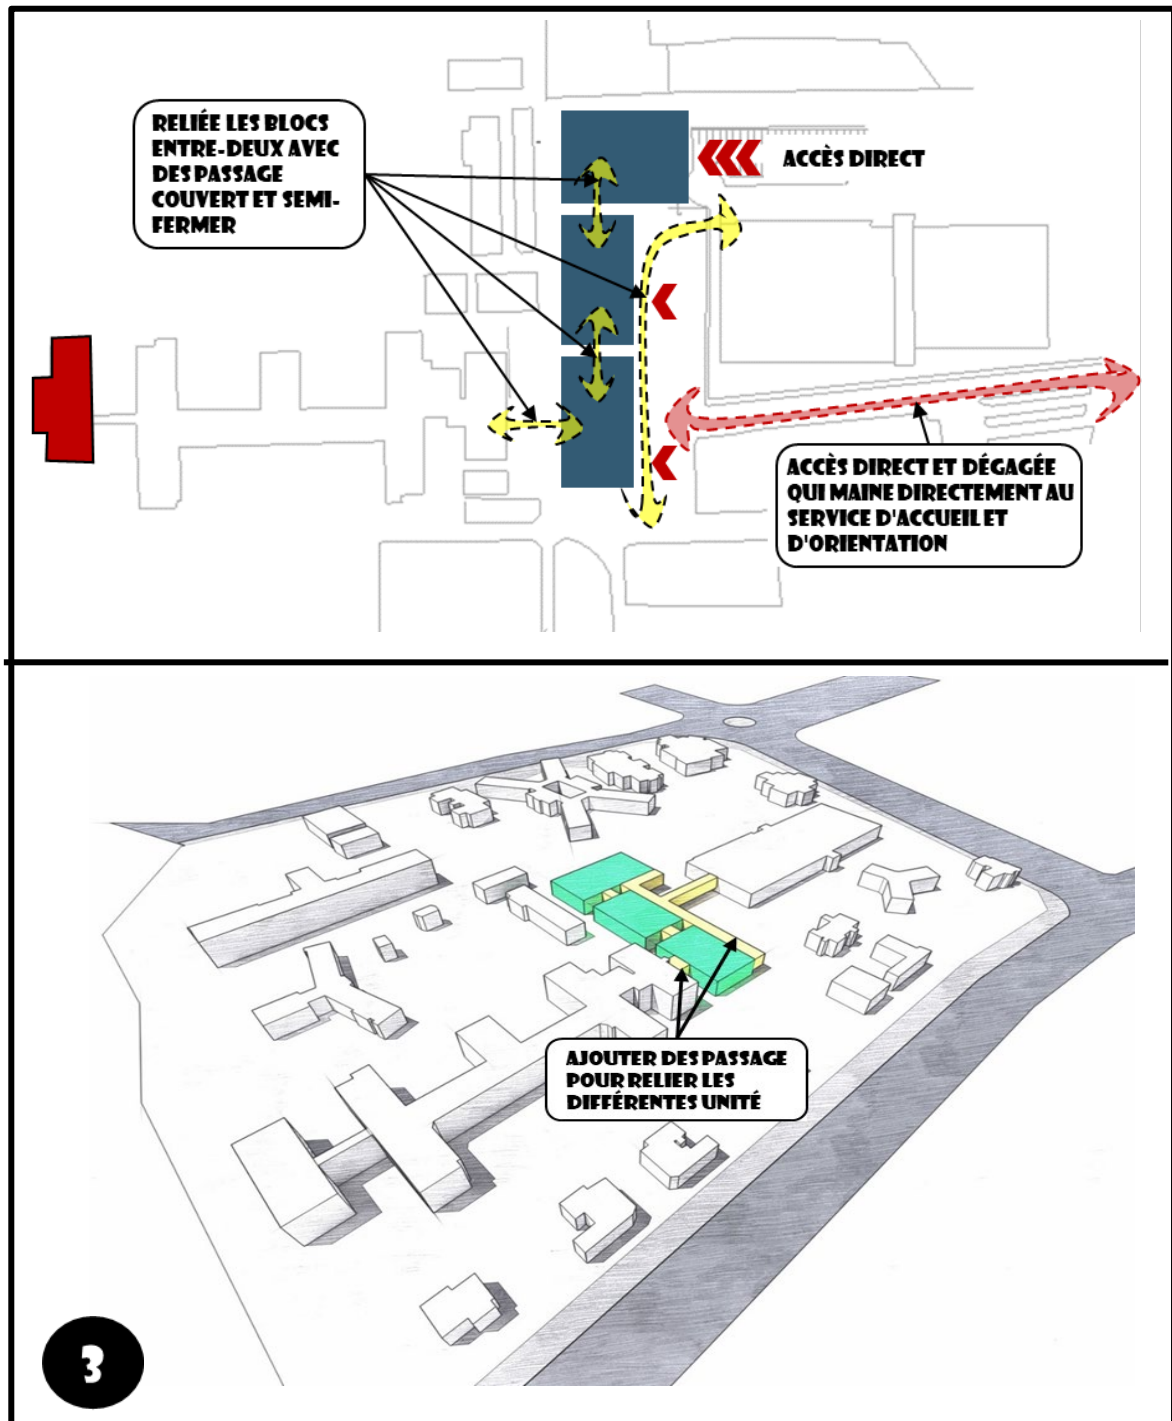 RELIÉE LES BLOCS
ENTRE-DEUX AVEC
DES PASSAGE
COUVERT ET SEMI-
FERMER
ACCÈS DIRECT
ACCÈS DIRECT ET DÉGAGÉE
QUI MAINE DIRECTEMENT AU
SERVICE D'ACCUEIL ET
D'ORIENTATION
AJOUTER DES PASSAGE
POUR RELIER LES
DIFFÉRENTES UNITÉ
3